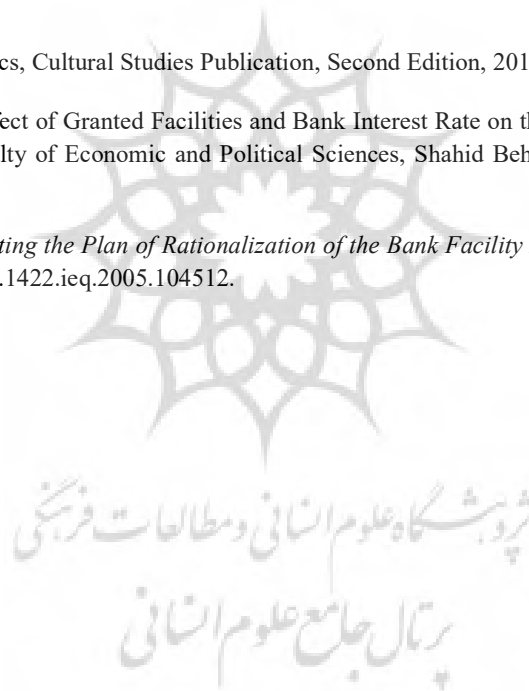 cs, Cultural Studies Publication, Second Edition, 201
fect of Granted Facilities and Bank Interest Rate on th
ulty of Economic and Political Sciences, Shahid Beh
ting the Plan of Rationalization of the Bank Facility
.1422.ieq.2005.104512.
پژوهشگاه علوم انسانی و مطالعات فرهنگی
پرتال جامع علوم انسانی